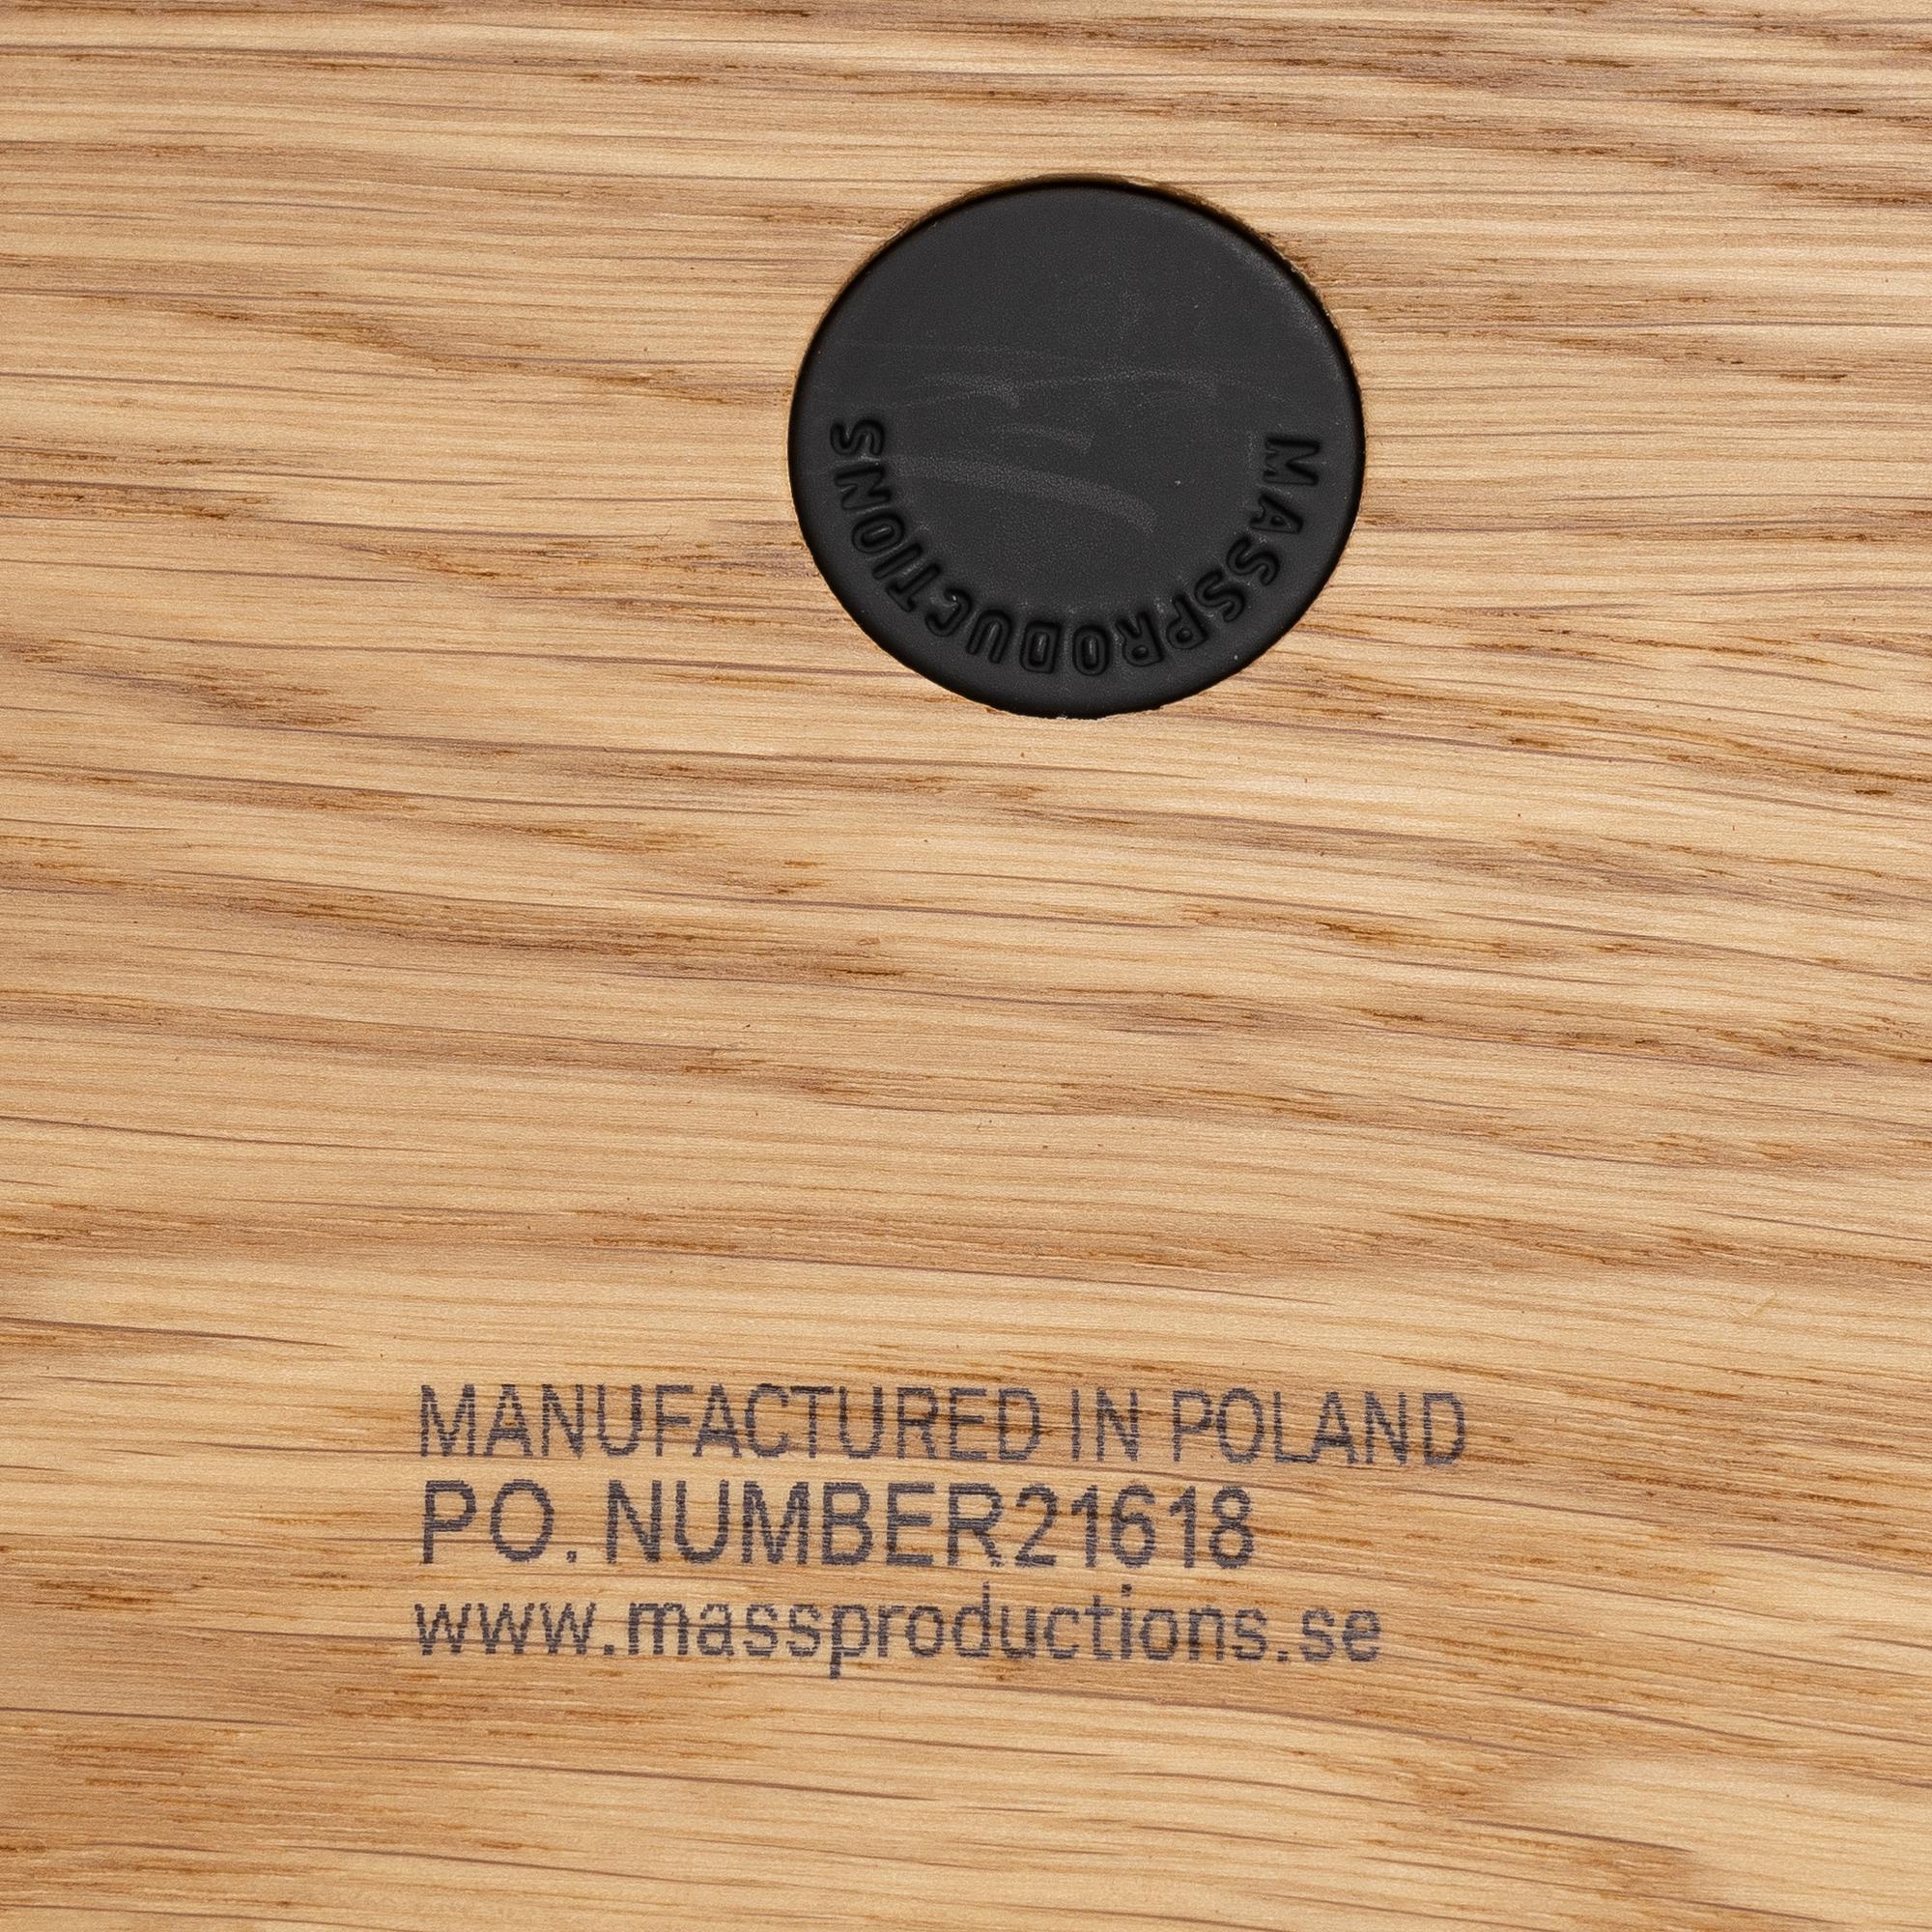 MASSPRODUCTIONS
MANUFACTURED IN POLAND
PO. NUMBER21618
www.massproductions.se